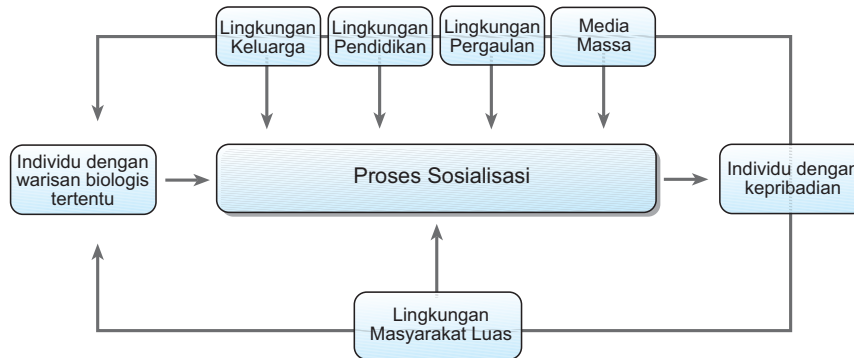 Lingkungan
Keluarga
Lingkungan
Pendidikan
Lingkungan
Pergaulan
Media
Massa
Individu dengan
warisan biologis
tertentu
Proses Sosialisasi
Individu dengan
kepribadian
Lingkungan
Masyarakat Luas